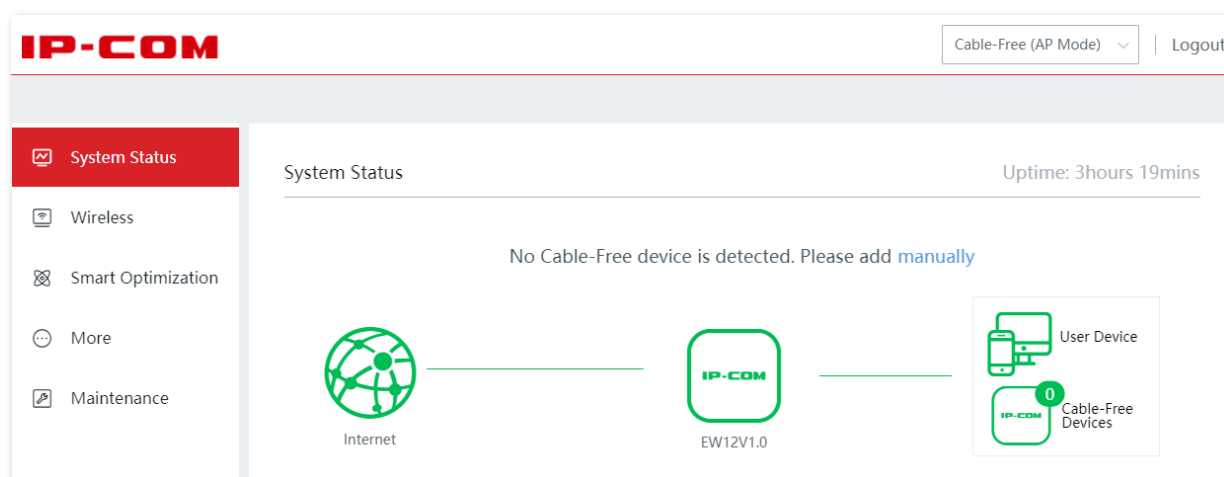 IP-COM
Cable-Free (AP Mode)
Logout
System Status
Wireless
Smart Optimization
More
Maintenance
System Status
Uptime: 3hours 19mins
No Cable-Free device is detected. Please add manually
Internet
IP-COM
EW12V1.0
User Device
0
IP-COM
Cable-Free
Devices